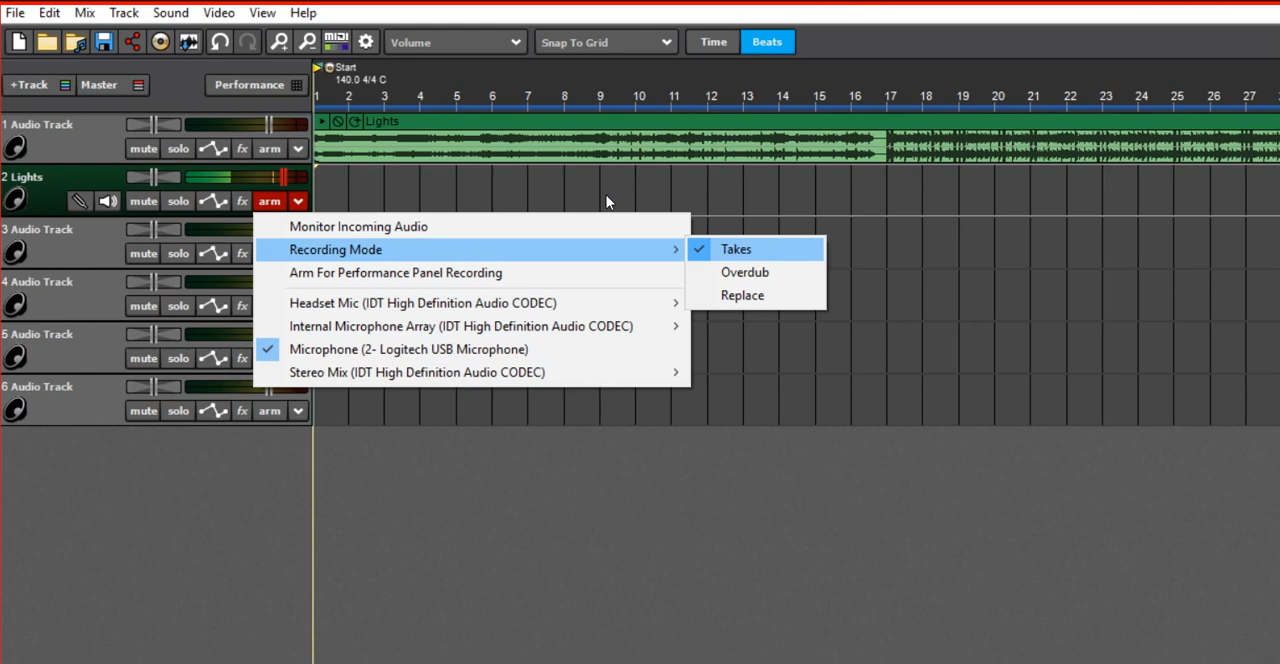 File Edit Mix Track Sound Video View Help
MIDI Volume Snap To Grid Time Beats
Start
140.0 4/4 C
+Track Master Performance
1 2 3 4 5 6 7 8 9 10 11 12 13 14 15 16 17 18 19 20 21 22 23 24 25 26 27
1 Audio Track
Lights
mute solo fx arm
2 Lights
mute solo fx arm
3 Audio Track
mute solo
4 Audio Track
mute solo fx
5 Audio Track
mute solo fx
6 Audio Track
mute solo fx arm
Monitor Incoming Audio
Recording Mode
Arm For Performance Panel Recording
Headset Mic (IDT High Definition Audio CODEC)
Internal Microphone Array (IDT High Definition Audio CODEC)
Microphone (2- Logitech USB Microphone)
Stereo Mix (IDT High Definition Audio CODEC)
Takes
Overdub
Replace